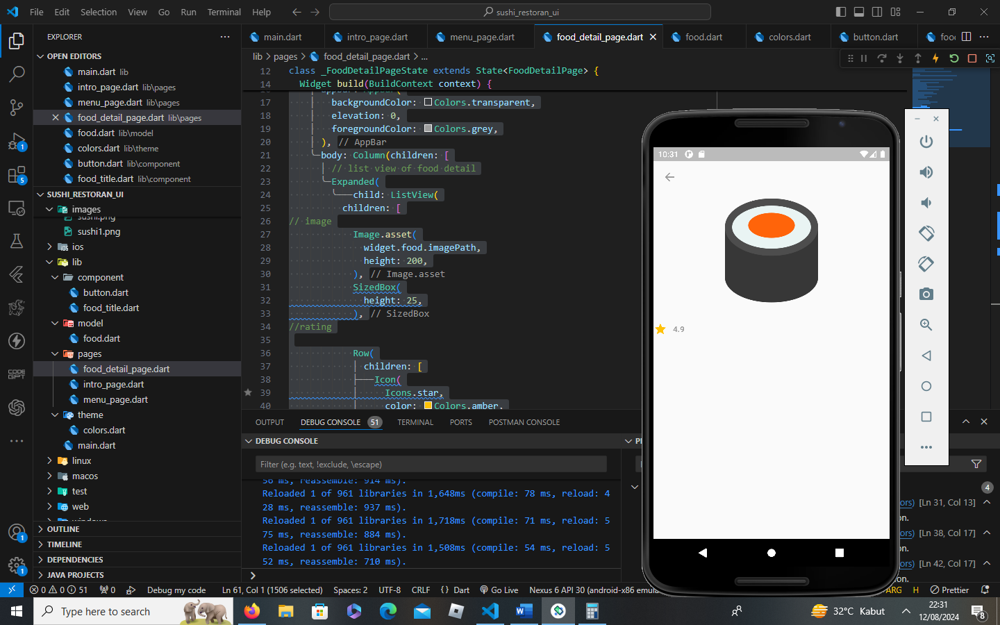 File Edit Selection View Go Run Terminal Help
sushi_restoran_ui
EXPLORER
OPEN EDITORS
main.dart lib
intro_page.dart lib\pages
menu_page.dart lib\pages
food_detail_page.dart lib\pages
food.dart lib\model
colors.dart lib\theme
button.dart lib\component
food_title.dart lib\component
SUSHI_RESTORAN_UI
images
sushi.png
sushi1.png
ios
lib
component
button.dart
food_title.dart
model
food.dart
pages
food_detail_page.dart
intro_page.dart
menu_page.dart
theme
colors.dart
main.dart
linux
macos
test
web
windows
OUTLINE
TIMELINE
DEPENDENCIES
JAVA PROJECTS
main.dart intro_page.dart menu_page.dart food_detail_page.dart food.dart colors.dart button.dart
lib > pages > food_detail_page.dart > ...
12 class _FoodDetailPageState extends State<FoodDetailPage> {
14 Widget build(BuildContext context) {
17 backgroundColor: Colors.transparent,
18 elevation: 0,
19 foregroundColor: Colors.grey,
20 ), // AppBar
21 body: Column(children: [
22 // list view of food detail
23 Expanded(
24 child: ListView(
25 children: [
26 // image
27 Image.asset(
28 widget.food.imagePath,
29 height: 200,
30 ), // Image.asset
31 SizedBox(
32 height: 25,
33 ), // SizedBox
34 //rating
35
36 Row(
37 children: [
38 Icon(
39 Icons.star,
40 color: Colors.amber,
OUTPUT DEBUG CONSOLE 51 TERMINAL PORTS POSTMAN CONSOLE
DEBUG CONSOLE
Filter (e.g. text, !exclude, \escape)
56 ms, reassemble: 914 ms).
Reloaded 1 of 961 libraries in 1,648ms (compile: 78 ms, reload: 4
28 ms, reassemble: 937 ms).
Reloaded 1 of 961 libraries in 1,718ms (compile: 71 ms, reload: 5
75 ms, reassemble: 884 ms).
Reloaded 1 of 961 libraries in 1,508ms (compile: 54 ms, reload: 5
52 ms, reassemble: 710 ms).
10:31
4.9
4
[Ln 31, Col 13]
[Ln 38, Col 17]
[Ln 42, Col 17]
0 0 51 0 Debug my code Ln 61, Col 1 (1506 selected) Spaces: 2 UTF-8 CRLF {} Dart Go Live Nexus 6 API 30 (android-x86 emul ARG H Prettier
Type here to search
32°C Kabut
22:31
12/08/2024
8